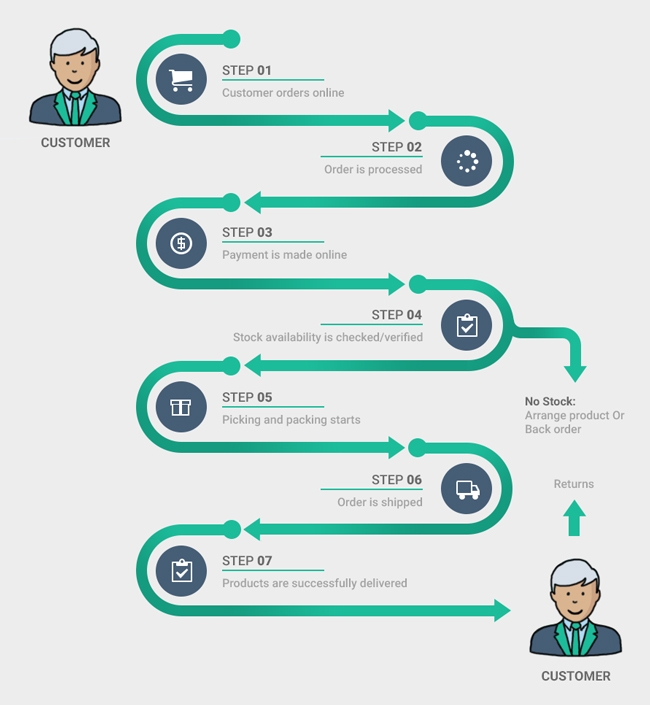 CUSTOMER
STEP 01
Customer orders online
STEP 02
Order is processed
STEP 03
Payment is made online
STEP 04
Stock availability is checked/verified
No Stock:
Arrange product Or
Back order
STEP 05
Picking and packing starts
STEP 06
Order is shipped
Returns
STEP 07
Products are successfully delivered
CUSTOMER